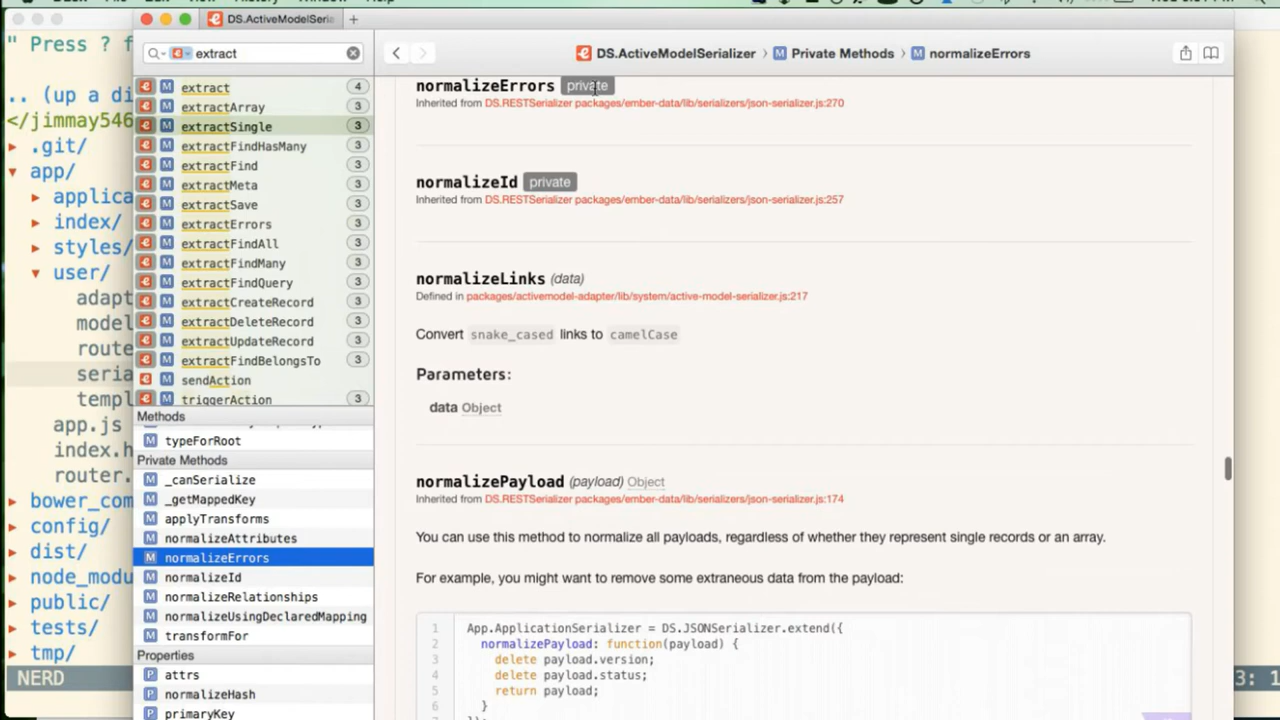 DS.ActiveModelSeria
" Press ?
.. (up a di
</jimmay546
.git/
app/
applica
index/
styles/
user/
adapt
model
route
seria
templ
app.js
index.h
router.
bower_com
config/
dist/
node_modu
public/
tests/
tmp/
NERD
extract
extract 4
extractArray 3
extractSingle 3
extractFindHasMany 3
extractFind 3
extractMeta 3
extractSave 3
extractErrors 3
extractFindAll 3
extractFindMany 3
extractFindQuery 3
extractCreateRecord 3
extractDeleteRecord 3
extractUpdateRecord 3
extractFindBelongsTo 3
sendAction
triggerAction 3
Methods
typeForRoot
Private Methods
_canSerialize
_getMappedKey
applyTransforms
normalizeAttributes
normalizeErrors
normalizeId
normalizeRelationships
normalizeUsingDeclaredMapping
transformFor
Properties
attrs
normalizeHash
primaryKey
DS.ActiveModelSerializer › M Private Methods › M normalizeErrors
normalizeErrors private
Inherited from DS.RESTSerializer packages/ember-data/lib/serializers/json-serializer.js:270
normalizeId private
Inherited from DS.RESTSerializer packages/ember-data/lib/serializers/json-serializer.js:257
normalizeLinks (data)
Defined in packages/activemodel-adapter/lib/system/active-model-serializer.js:217
Convert snake_cased links to camelCase
Parameters:
data Object
normalizePayload (payload) Object
Inherited from DS.RESTSerializer packages/ember-data/lib/serializers/json-serializer.js:174
You can use this method to normalize all payloads, regardless of whether they represent single records or an array.
For example, you might want to remove some extraneous data from the payload:
1 App.ApplicationSerializer = DS.JSONSerializer.extend({
2 normalizePayload: function(payload) {
3 delete payload.version;
4 delete payload.status;
5 return payload;
6 }
3: 1